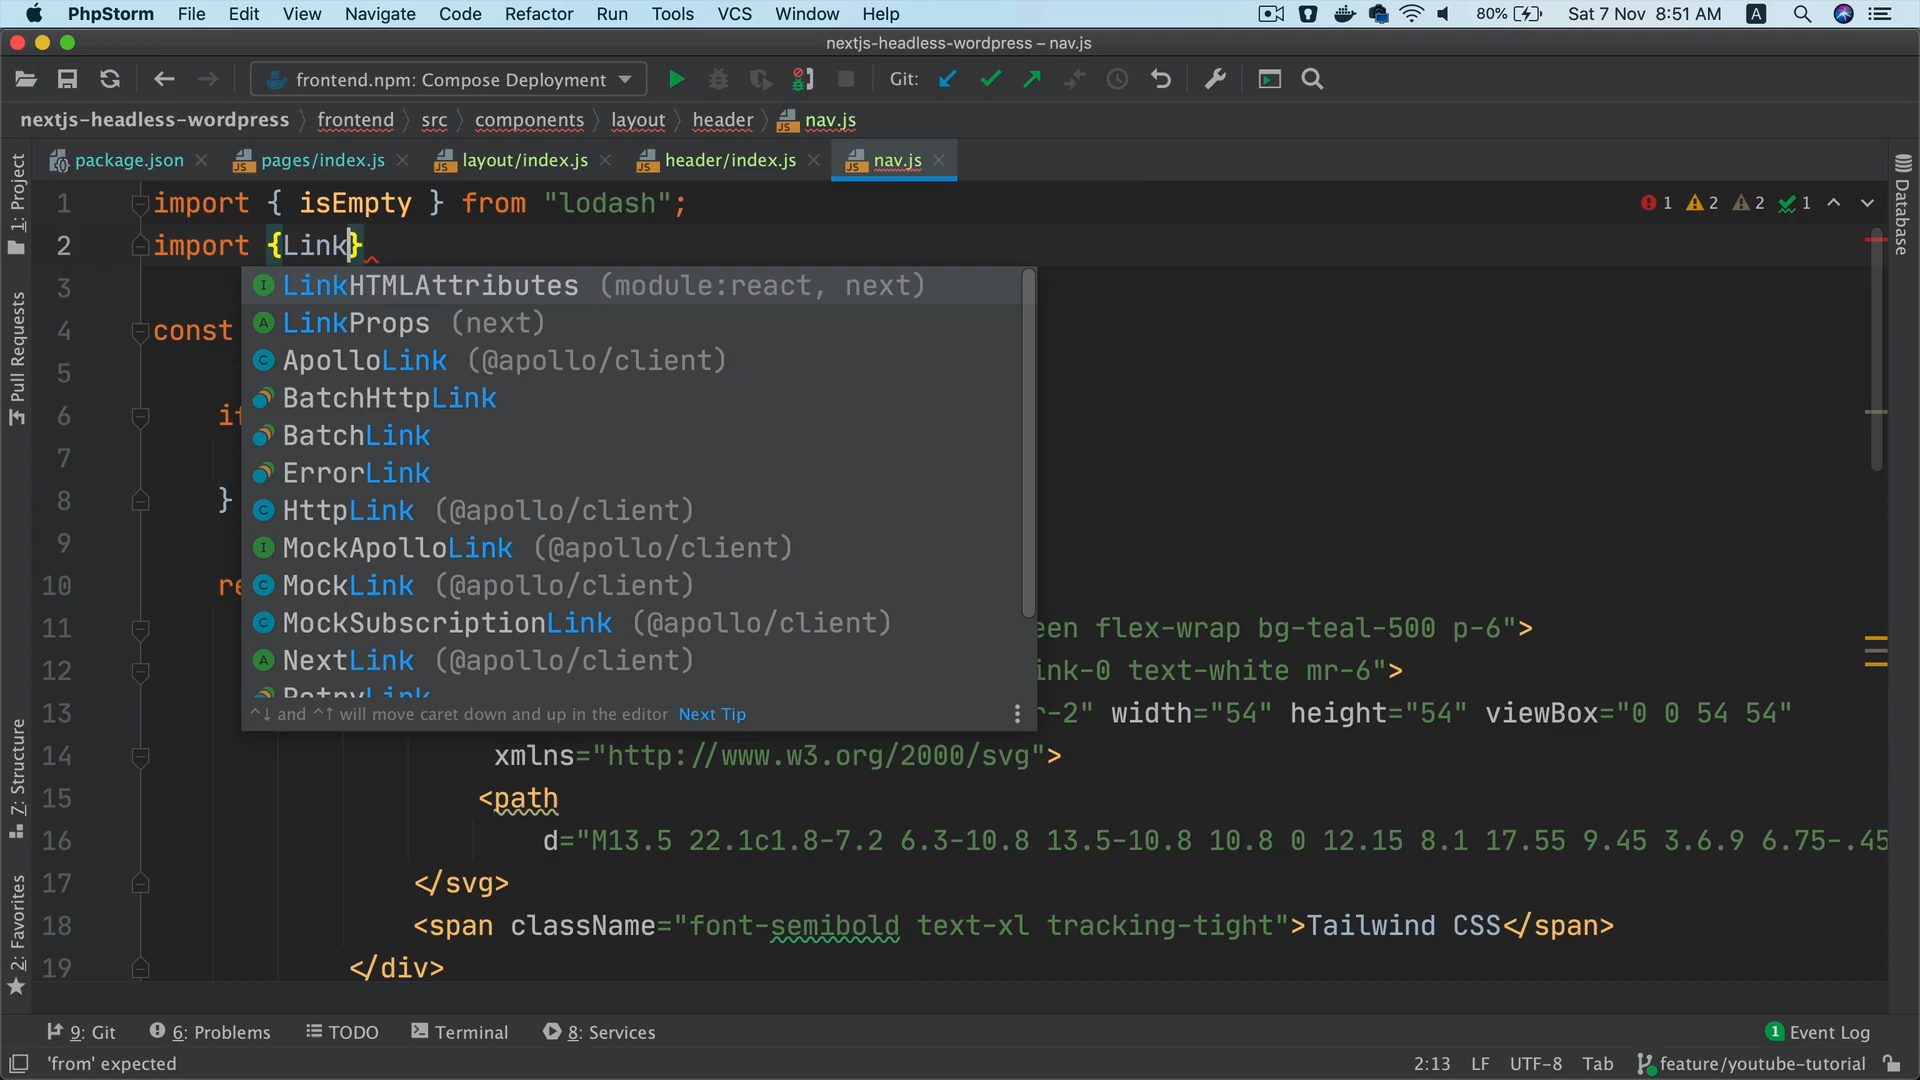 PhpStorm File Edit View Navigate Code Refactor Run Tools VCS Window Help 80% Sat 7 Nov 8:51 AM A
nextjs-headless-wordpress – nav.js
frontend.npm: Compose Deployment Git:
nextjs-headless-wordpress frontend src components layout header nav.js
package.json pages/index.js layout/index.js header/index.js nav.js
1 import { isEmpty } from "lodash"; 1 2 2 1
2 import {Link}
3
4 const
5
6 if
7
8 }
9
10 re
11 een flex-wrap bg-teal-500 p-6">
12 ink-0 text-white mr-6">
13 r-2" width="54" height="54" viewBox="0 0 54 54"
14 xmlns="http://www.w3.org/2000/svg">
15 <path
16 d="M13.5 22.1c1.8-7.2 6.3-10.8 13.5-10.8 10.8 0 12.15 8.1 17.55 9.45 3.6.9 6.75-.45
17 </svg>
18 <span className="font-semibold text-xl tracking-tight">Tailwind CSS</span>
19 </div>
LinkHTMLAttributes (module:react, next)
LinkProps (next)
ApolloLink (@apollo/client)
BatchHttpLink
BatchLink
ErrorLink
HttpLink (@apollo/client)
MockApolloLink (@apollo/client)
MockLink (@apollo/client)
MockSubscriptionLink (@apollo/client)
NextLink (@apollo/client)
RetryLink
^↓ and ^↑ will move caret down and up in the editor Next Tip
1: Project
Pull Requests
7: Structure
2: Favorites
Database
9: Git 6: Problems TODO Terminal 8: Services 1 Event Log
'from' expected 2:13 LF UTF-8 Tab feature/youtube-tutorial